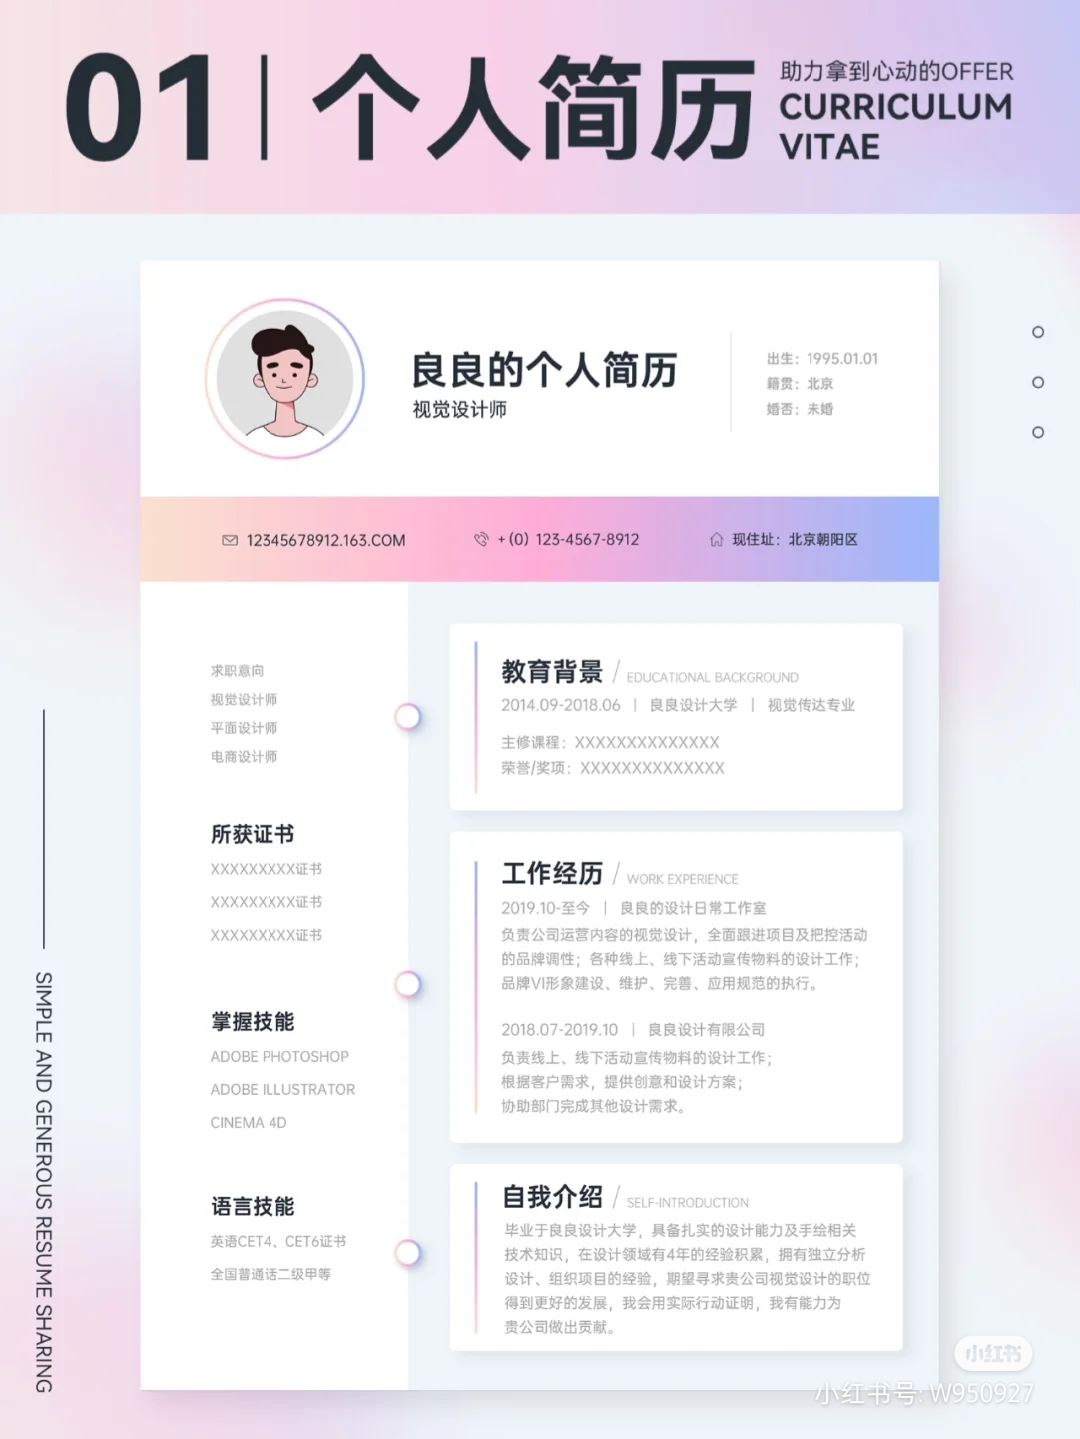 01 | 个人简历
助力拿到心动的OFFER
CURRICULUM
VITAE
良良的个人简历
视觉设计师
出生：1995.01.01
籍贯：北京
婚否：未婚
12345678912.163.COM
+(0) 123-4567-8912
现住址：北京朝阳区
求职意向
视觉设计师
平面设计师
电商设计师
所获证书
XXXXXXXXX证书
XXXXXXXXX证书
XXXXXXXXX证书
掌握技能
ADOBE PHOTOSHOP
ADOBE ILLUSTRATOR
CINEMA 4D
语言技能
英语CET4、CET6证书
全国普通话二级甲等
教育背景 / EDUCATIONAL BACKGROUND
2014.09-2018.06 | 良良设计大学 | 视觉传达专业
主修课程：XXXXXXXXXXXXXX
荣誉/奖项：XXXXXXXXXXXXXX
工作经历 / WORK EXPERIENCE
2019.10-至今 | 良良的设计日常工作室
负责公司运营内容的视觉设计，全面跟进项目及把控活动
的品牌调性；各种线上、线下活动宣传物料的设计工作；
品牌VI形象建设、维护、完善、应用规范的执行。
2018.07-2019.10 | 良良设计有限公司
负责线上、线下活动宣传物料的设计工作；
根据客户需求，提供创意和设计方案；
协助部门完成其他设计需求。
自我介绍 / SELF-INTRODUCTION
毕业于良良设计大学，具备扎实的设计能力及手绘相关
技术知识，在设计领域有4年的经验积累，拥有独立分析
设计、组织项目的经验，期望寻求贵公司视觉设计的职位
得到更好的发展，我会用实际行动证明，我有能力为
贵公司做出贡献。
SIMPLE AND GENEROUS RESUME SHARING
小红书
小红书号: W950927